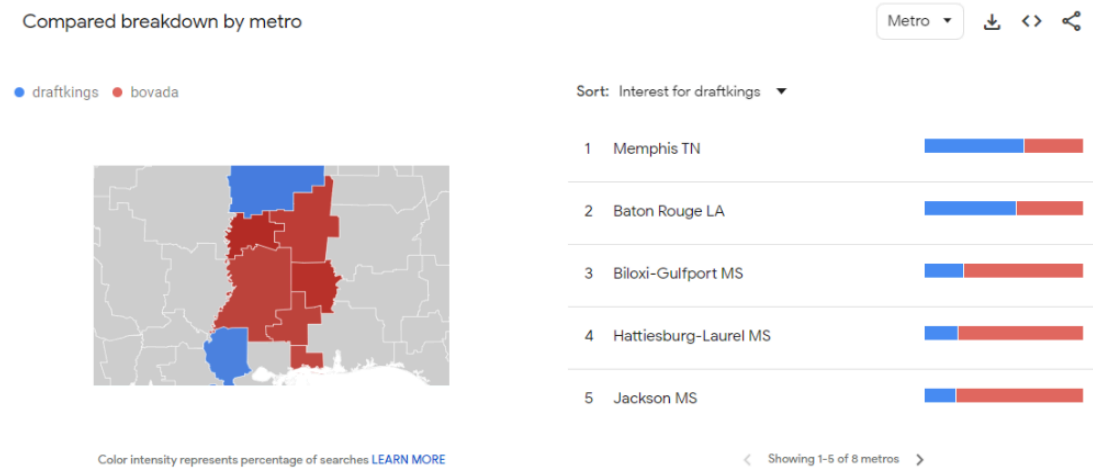 Compared breakdown by metro
Metro
draftkings bovada
Sort: Interest for draftkings
1 Memphis TN
2 Baton Rouge LA
3 Biloxi-Gulfport MS
4 Hattiesburg-Laurel MS
5 Jackson MS
Color intensity represents percentage of searches LEARN MORE
Showing 1-5 of 8 metros